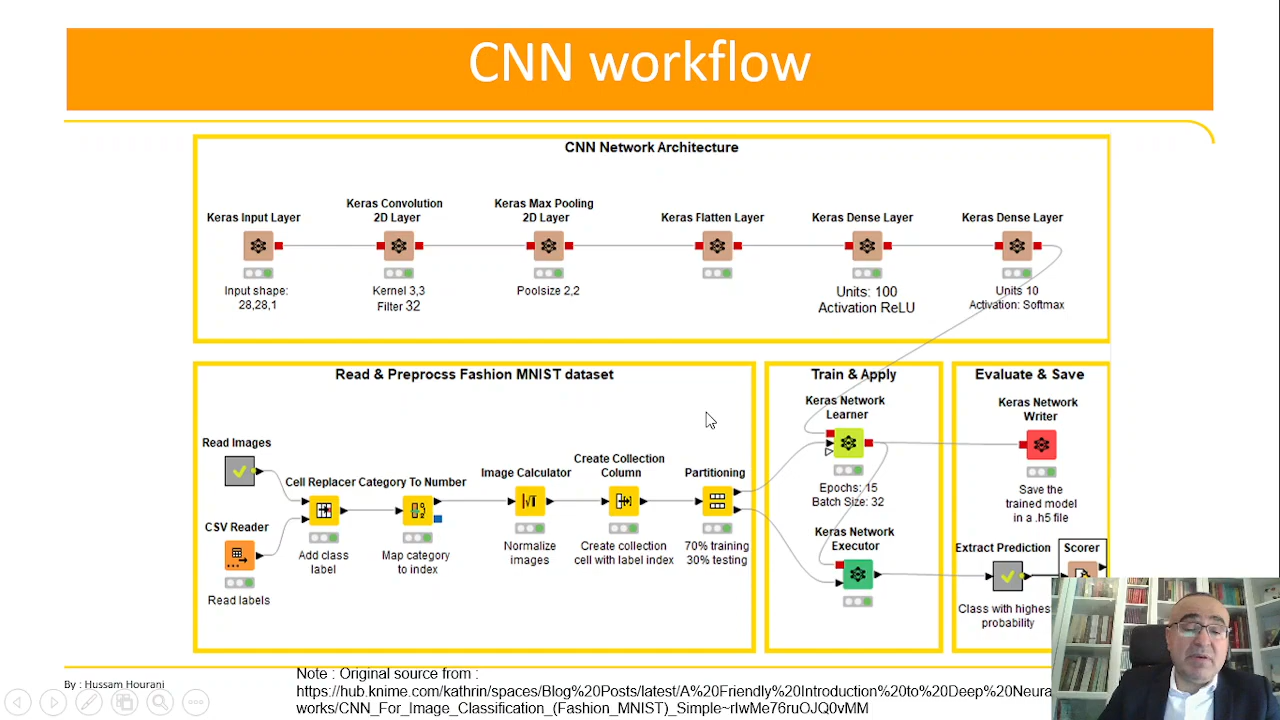 CNN workflow
CNN Network Architecture
Keras Input Layer
Input shape:
28,28,1
Keras Convolution
2D Layer
Kernel 3,3
Filter 32
Keras Max Pooling
2D Layer
Poolsize 2,2
Keras Flatten Layer
Keras Dense Layer
Units: 100
Activation ReLU
Keras Dense Layer
Units 10
Activation: Softmax
Read & Preprocss Fashion MNIST dataset
Read Images
CSV Reader
Read labels
Cell Replacer
Add class
label
Category To Number
Map category
to index
Image Calculator
Normalize
images
Create Collection
Column
Create collection
cell with label index
Partitioning
70% training
30% testing
Train & Apply
Keras Network
Learner
Epochs: 15
Batch Size: 32
Keras Network
Executor
Evaluate & Save
Keras Network
Writer
Save the
trained model
in a .h5 file
Extract Prediction
Class with highes
probability
Scorer
By : Hussam Hourani
Note : Original source from :
https://hub.knime.com/kathrin/spaces/Blog%20Posts/latest/A%20Friendly%20Introduction%20to%20Deep%20Neura
works/CNN_For_Image_Classification_(Fashion_MNIST)_Simple~rIwMe76ruOJQ0vMM